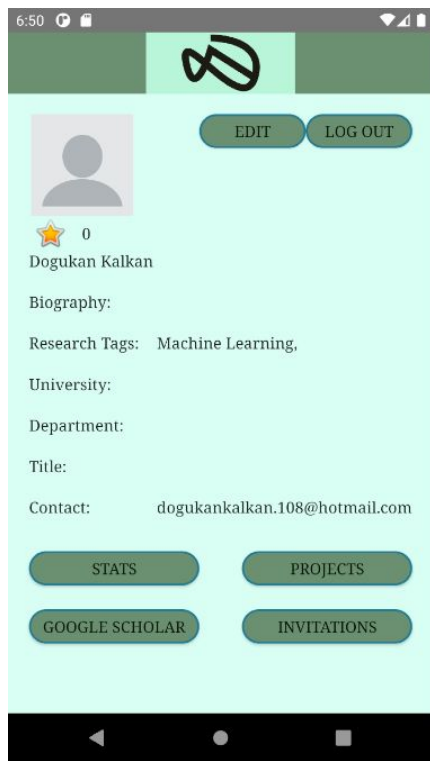 6:50
EDIT LOG OUT
0
Dogukan Kalkan
Biography:
Research Tags: Machine Learning,
University:
Department:
Title:
Contact: dogukankalkan.108@hotmail.com
STATS PROJECTS
GOOGLE SCHOLAR INVITATIONS